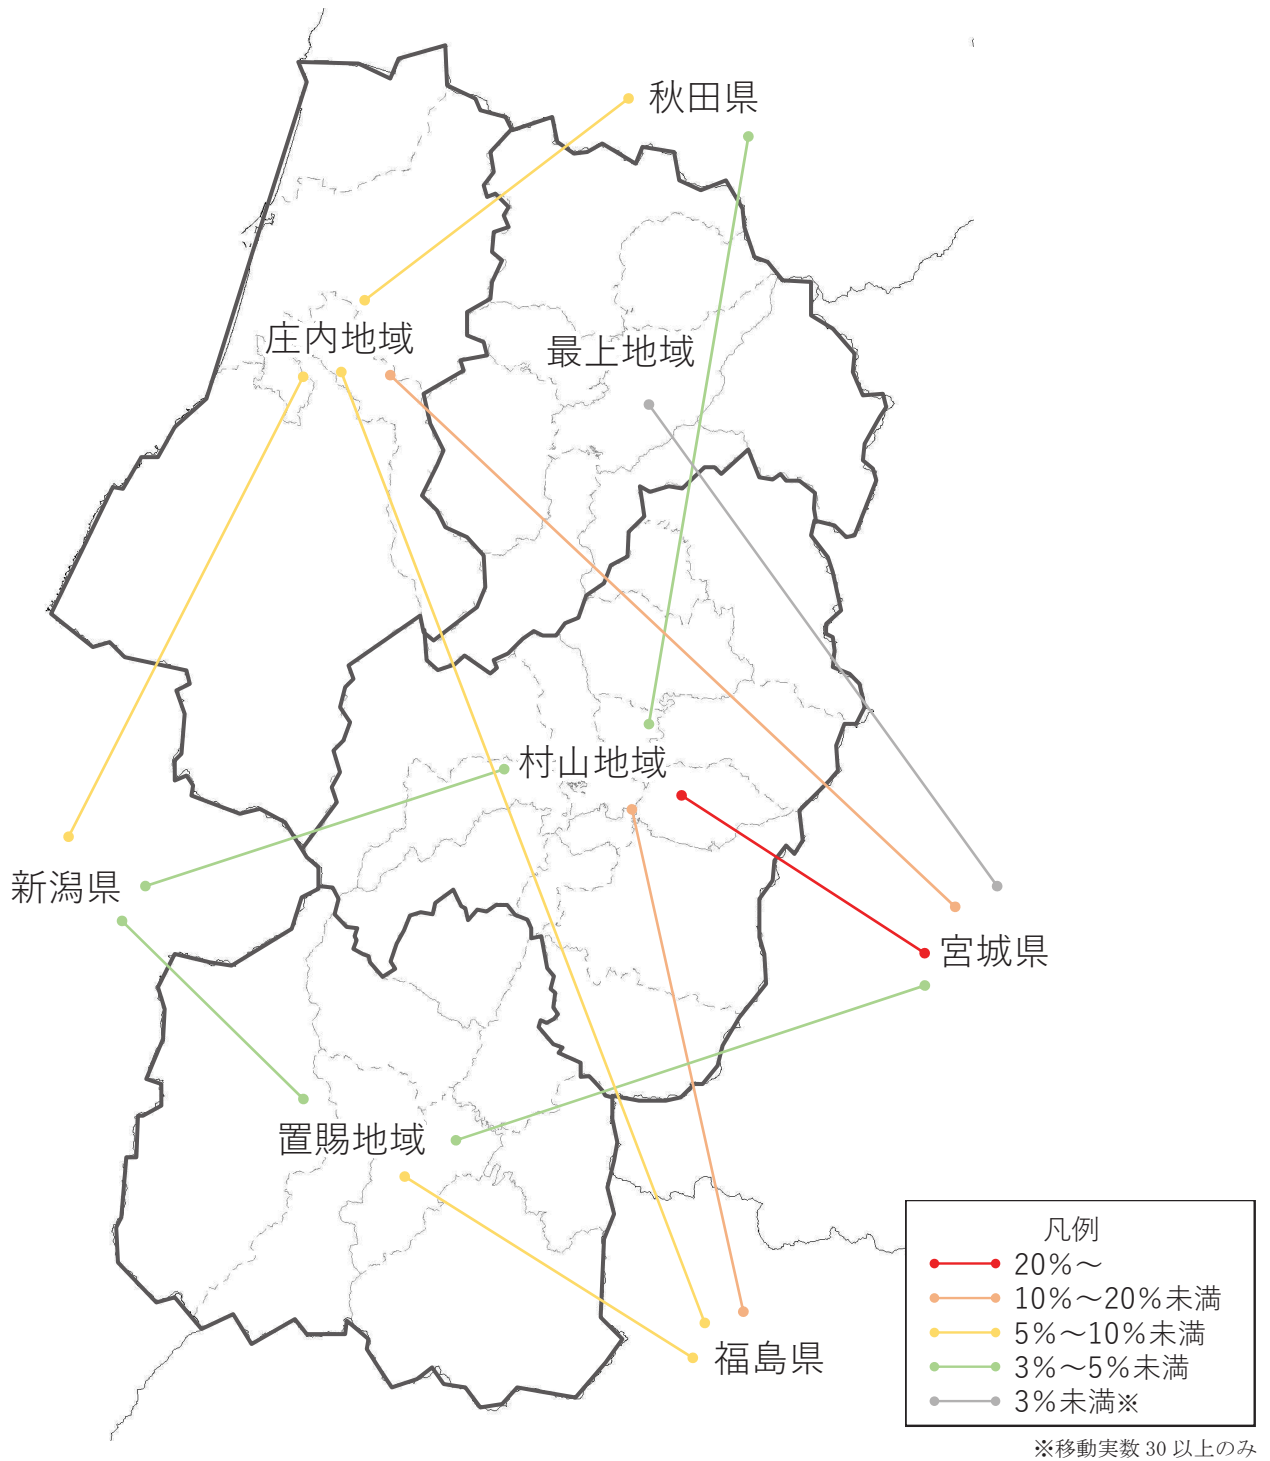 秋田県
庄内地域
最上地域
村山地域
新潟県
宮城県
置賜地域
福島県
凡例
20%～
10%～20%未満
5%～10%未満
3%～5%未満
3%未満※
※移動実数 30 以上のみ